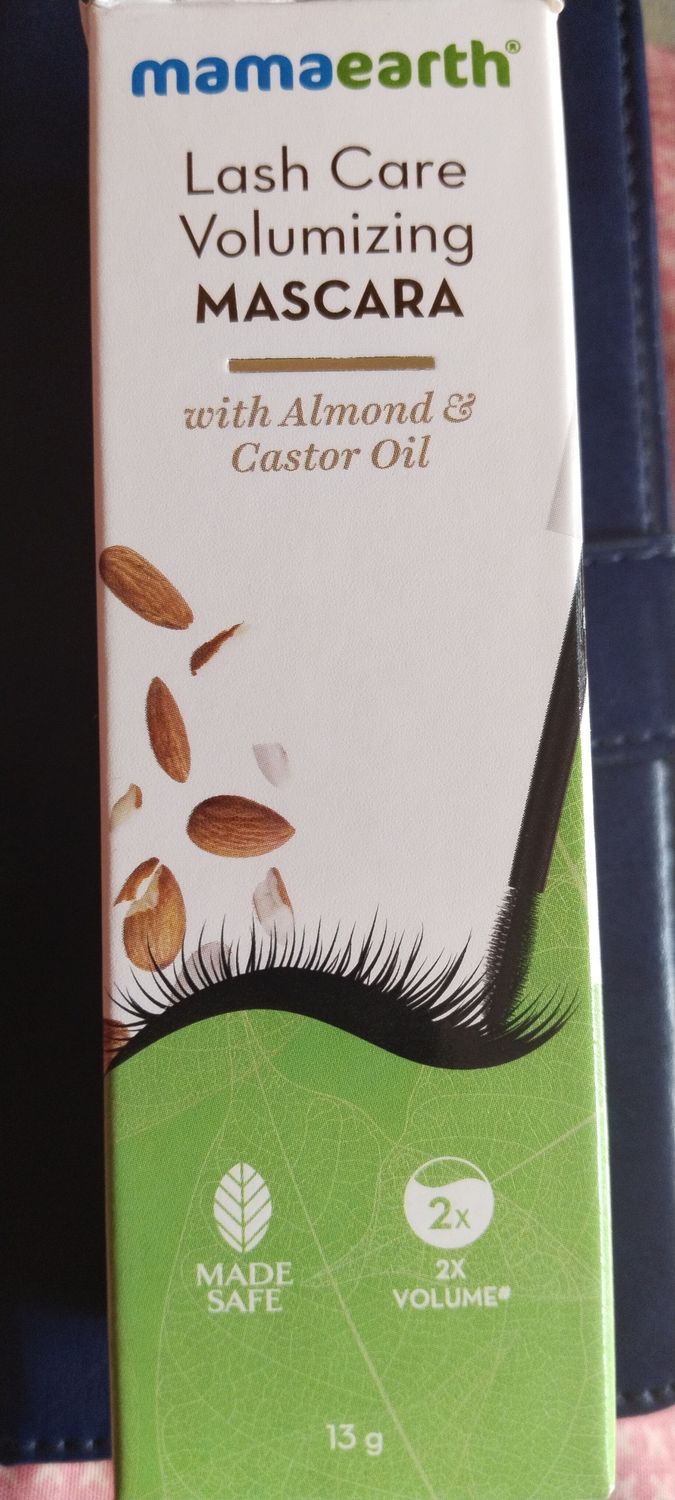 mamaearth®
Lash Care
Volumizing
MASCARA
with Almond &
Castor Oil
2x
MADE
SAFE
2X
VOLUME#
13 g